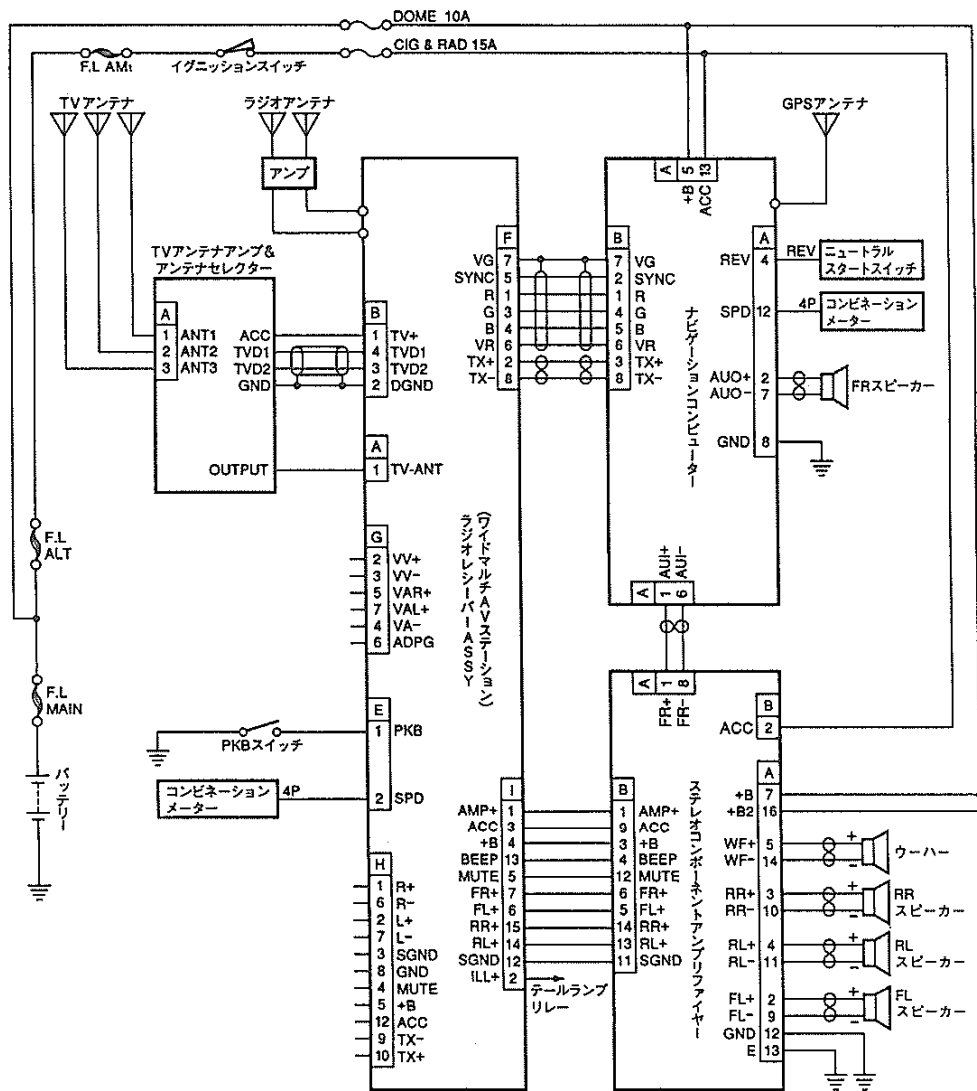 DOME 10A
CIG & RAD 15A
F.L AM1
イグニッションスイッチ
TVアンテナ
ラジオアンテナ
GPSアンテナ
アンプ
TVアンテナアンプ&
アンテナセレクター
A
1 ANT1
2 ANT2
3 ANT3
ACC
TVD1
TVD2
GND
OUTPUT
B
1 TV+
4 TVD1
3 TVD2
2 DGND
A
1 TV-ANT
G
2 VV+
3 VV-
5 VAR+
7 VAL+
4 VA-
6 ADPG
E
1 PKB
2 SPD
PKBスイッチ
コンビネーション
メーター
4P
H
1 R+
6 R-
2 L+
7 L-
3 SGND
8 GND
4 MUTE
5 +B
12 ACC
9 TX-
10 TX+
F.L
ALT
F.L
MAIN
バッテリー
ラジオレシーバーASSY
(ワイドマルチAVステーション)
F
VG 7
SYNC 5
R 1
G 3
B 4
VR 6
TX+ 2
TX- 8
I
AMP+ 1
ACC 3
+B 4
BEEP 13
MUTE 5
FR+ 7
FL+ 6
RR+ 15
RL+ 14
SGND 12
ILL+ 2
テールランプ
リレー
A 5 13
+B ACC
B
7 VG
2 SYNC
1 R
4 G
5 B
6 VR
3 TX+
8 TX-
ナビゲーションコンピューター
A
REV 4
SPD 12
AUO+ 2
AUO- 7
GND 8
REV
ニュートラル
スタートスイッチ
4P
コンビネーション
メーター
FRスピーカー
AUI+ AUI-
A 1 6
A 1 8
FR+ FR-
B
1 AMP+
9 ACC
3 +B
4 BEEP
12 MUTE
6 FR+
5 FL+
14 RR+
13 RL+
11 SGND
ステレオコンポーネントアンプリファイヤー
B
ACC 2
A
+B 7
+B2 16
WF+ 5
WF- 14
RR+ 3
RR- 10
RL+ 4
RL- 11
FL+ 2
FL- 9
GND 12
E 13
+
-
ウーハー
+
-
RR
スピーカー
+
-
RL
スピーカー
+
-
FL
スピーカー